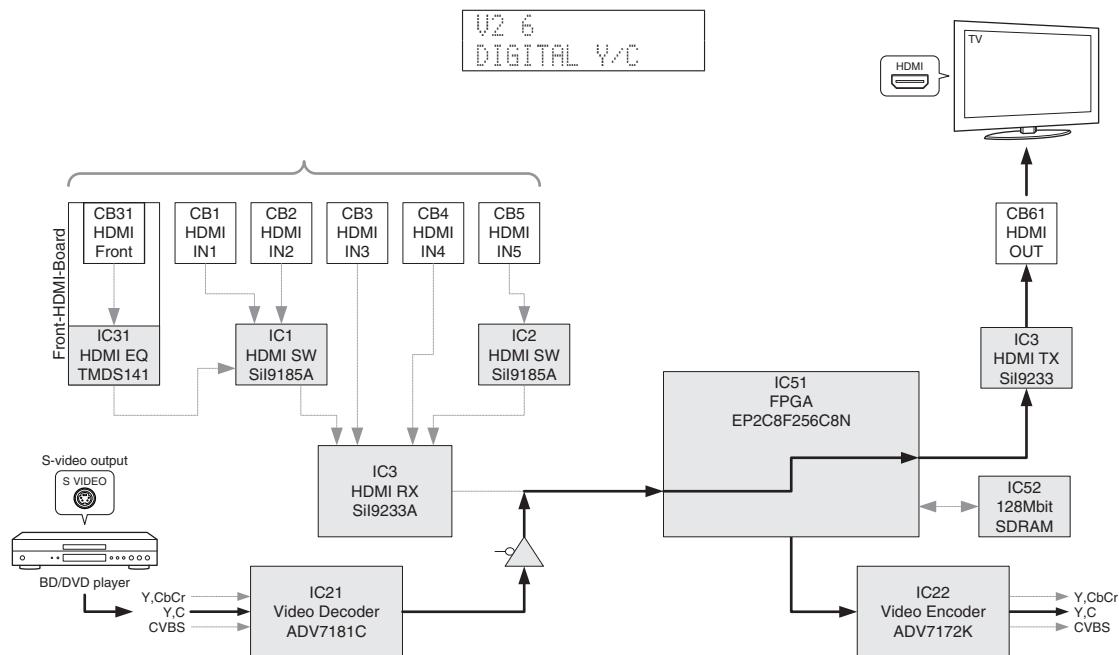 V2 6
DIGITAL Y/C
TV
HDMI
Front-HDMI-Board
CB31
HDMI
Front
CB1
HDMI
IN1
CB2
HDMI
IN2
CB3
HDMI
IN3
CB4
HDMI
IN4
CB5
HDMI
IN5
CB61
HDMI
OUT
IC31
HDMI EQ
TMDS141
IC1
HDMI SW
SiI9185A
IC2
HDMI SW
SiI9185A
IC3
HDMI TX
SiI9233
IC51
FPGA
EP2C8F256C8N
IC3
HDMI RX
SiI9233A
IC52
128Mbit
SDRAM
S-video output
S VIDEO
BD/DVD player
Y,CbCr
Y,C
CVBS
IC21
Video Decoder
ADV7181C
IC22
Video Encoder
ADV7172K
Y,CbCr
Y,C
CVBS